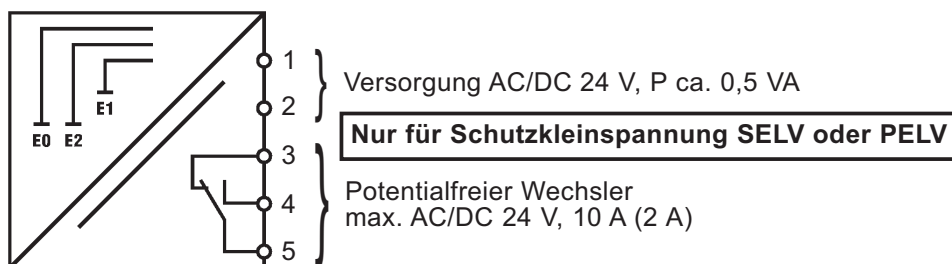 E0 E2 E1
1
2
Versorgung AC/DC 24 V, P ca. 0,5 VA
Nur für Schutzkleinspannung SELV oder PELV
3
4
5
Potentialfreier Wechsler
max. AC/DC 24 V, 10 A (2 A)